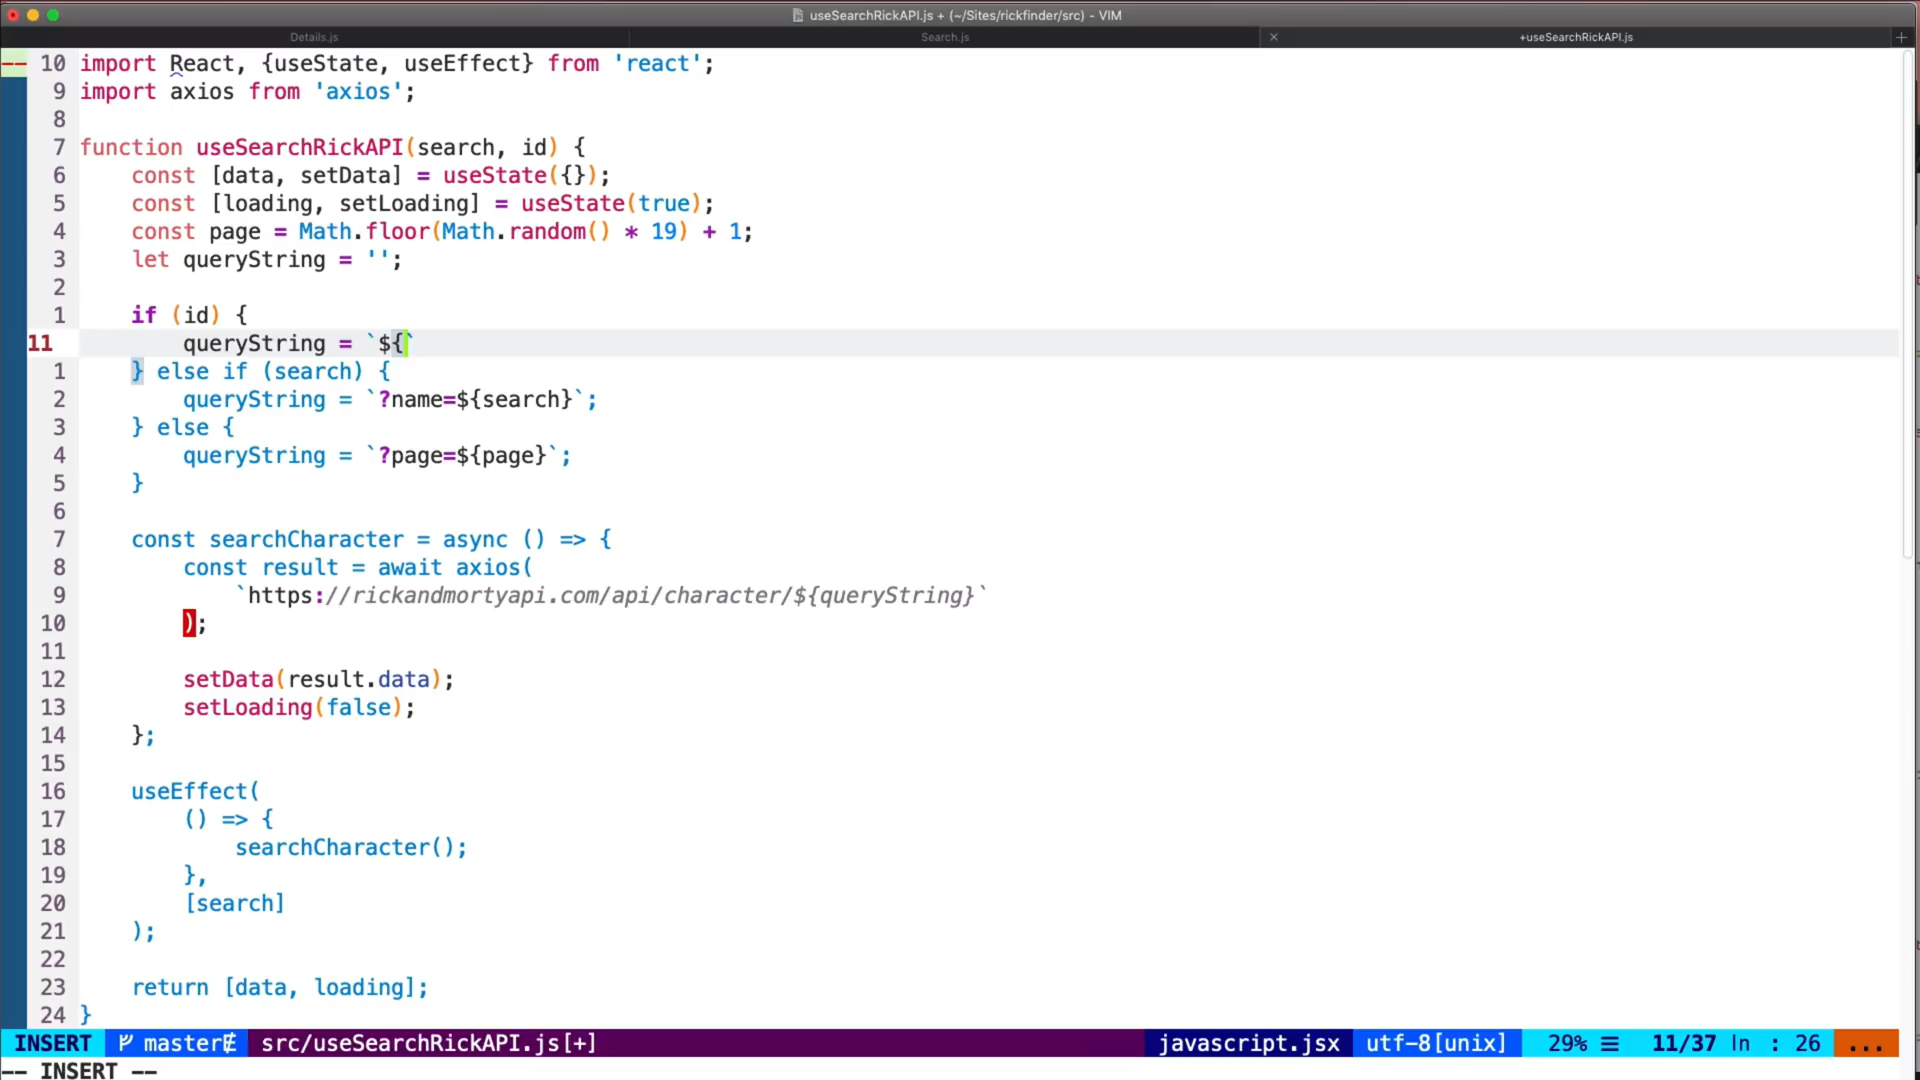 useSearchRickAPI.js + (~/Sites/rickfinder/src) - VIM
Details.js Search.js +useSearchRickAPI.js
10 import React, {useState, useEffect} from 'react';
9 import axios from 'axios';
8
7 function useSearchRickAPI(search, id) {
6 const [data, setData] = useState({});
5 const [loading, setLoading] = useState(true);
4 const page = Math.floor(Math.random() * 19) + 1;
3 let queryString = '';
2
1 if (id) {
11 queryString = `${`
1 } else if (search) {
2 queryString = `?name=${search}`;
3 } else {
4 queryString = `?page=${page}`;
5 }
6
7 const searchCharacter = async () => {
8 const result = await axios(
9 `https://rickandmortyapi.com/api/character/${queryString}`
10 );
11
12 setData(result.data);
13 setLoading(false);
14 };
15
16 useEffect(
17 () => {
18 searchCharacter();
19 },
20 [search]
21 );
22
23 return [data, loading];
24 }
INSERT master src/useSearchRickAPI.js[+] javascript.jsx utf-8[unix] 29% ☰ 11/37 ln : 26 ...
-- INSERT --